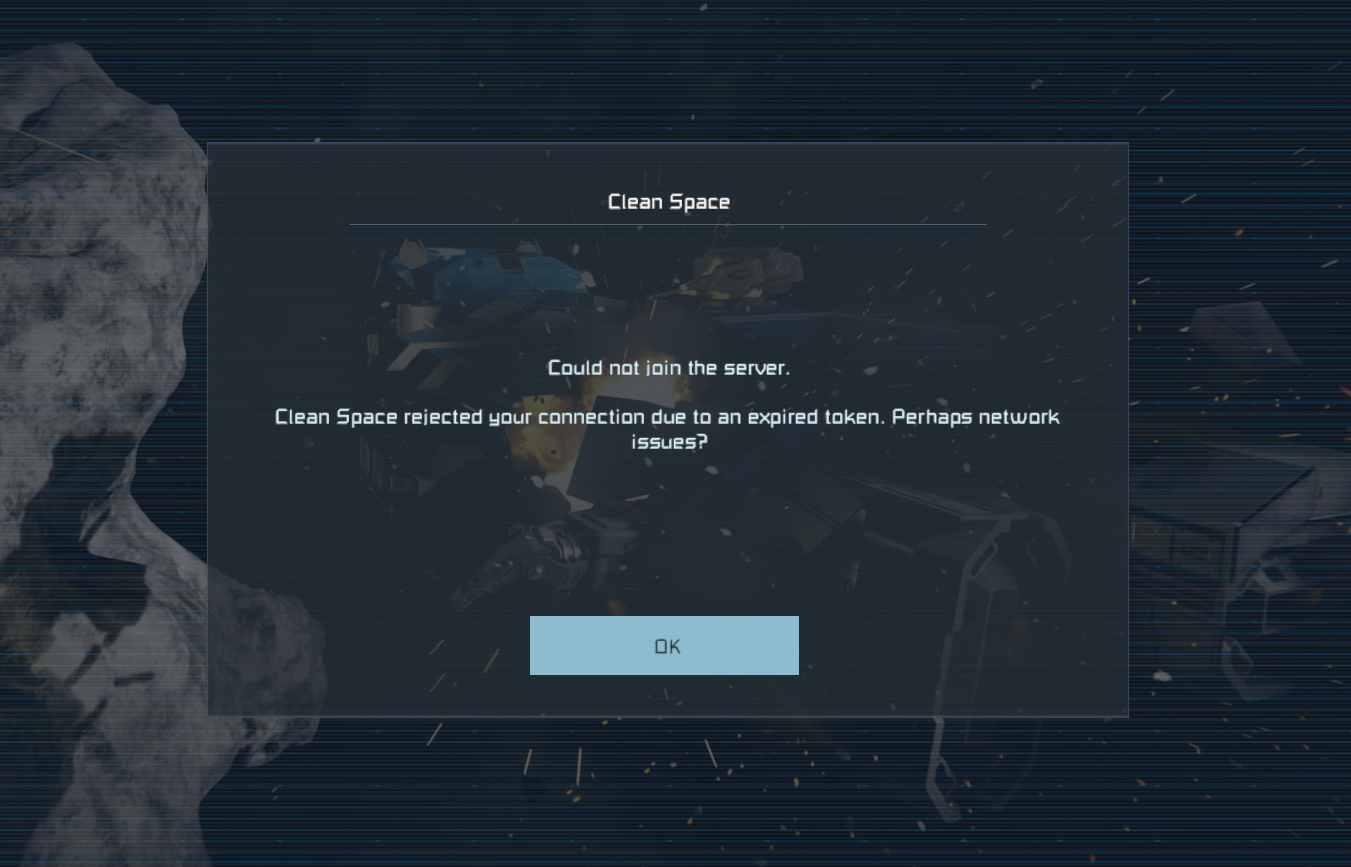 Clean Space
Could not join the server.
Clean Space rejected your connection due to an expired token. Perhaps network
issues?
OK